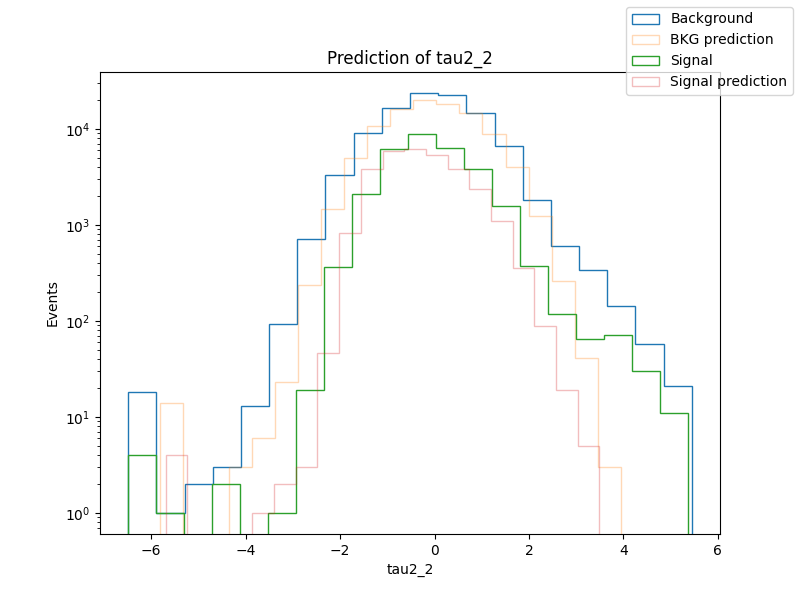 Prediction of tau2_2
Background
BKG prediction
Signal
Signal prediction
Events
10⁴
10³
10²
10¹
10⁰
−6
−4
−2
0
2
4
6
tau2_2